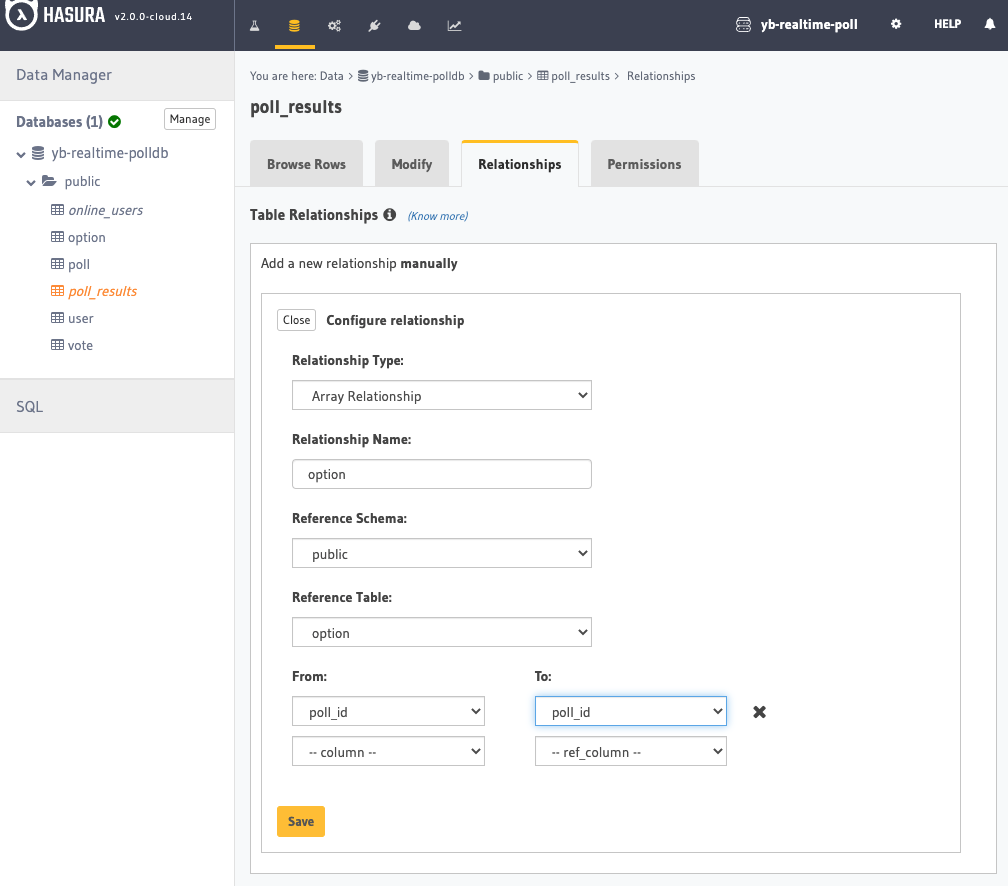 HASURA v2.0.0-cloud.14
yb-realtime-poll
HELP
Data Manager
Databases (1)
Manage
yb-realtime-polldb
public
online_users
option
poll
poll_results
user
vote
SQL
You are here: Data > yb-realtime-polldb > public > poll_results > Relationships
poll_results
Browse Rows
Modify
Relationships
Permissions
Table Relationships (Know more)
Add a new relationship manually
Close Configure relationship
Relationship Type:
Array Relationship
Relationship Name:
option
Reference Schema:
public
Reference Table:
option
From: To:
poll_id poll_id
-- column -- -- ref_column --
Save